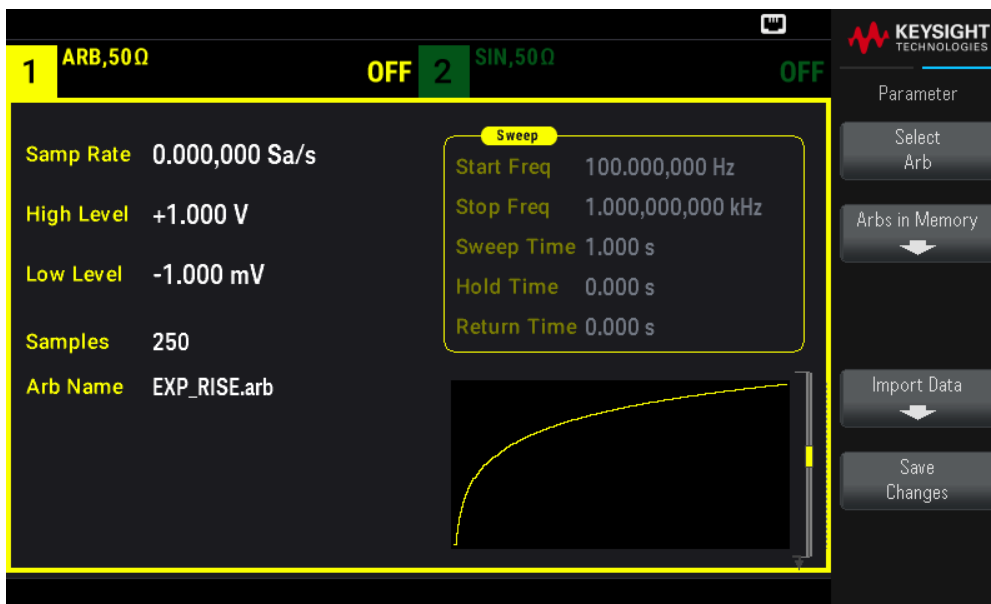 KEYSIGHT
TECHNOLOGIES
1 ARB,50Ω OFF
2 SIN,50Ω OFF
Samp Rate 0.000,000 Sa/s
High Level +1.000 V
Low Level -1.000 mV
Samples 250
Arb Name EXP_RISE.arb
Sweep
Start Freq 100.000,000 Hz
Stop Freq 1.000,000,000 kHz
Sweep Time 1.000 s
Hold Time 0.000 s
Return Time 0.000 s
Parameter
Select
Arb
Arbs in Memory
Import Data
Save
Changes